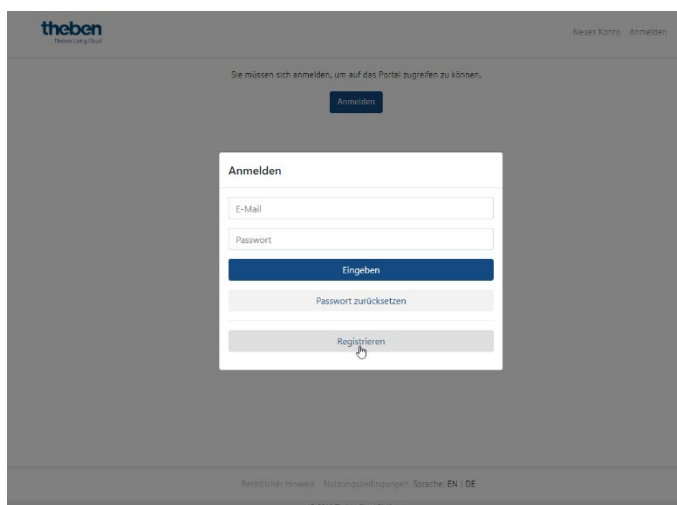 theben
Neues Konto Anmelden
Sie müssen sich anmelden, um auf das Portal zugreifen zu können.
Anmelden
Anmelden
E-Mail
Passwort
Eingeben
Passwort zurücksetzen
Registrieren
Rechtlicher Hinweis Nutzungsbedingungen Sprache: EN | DE